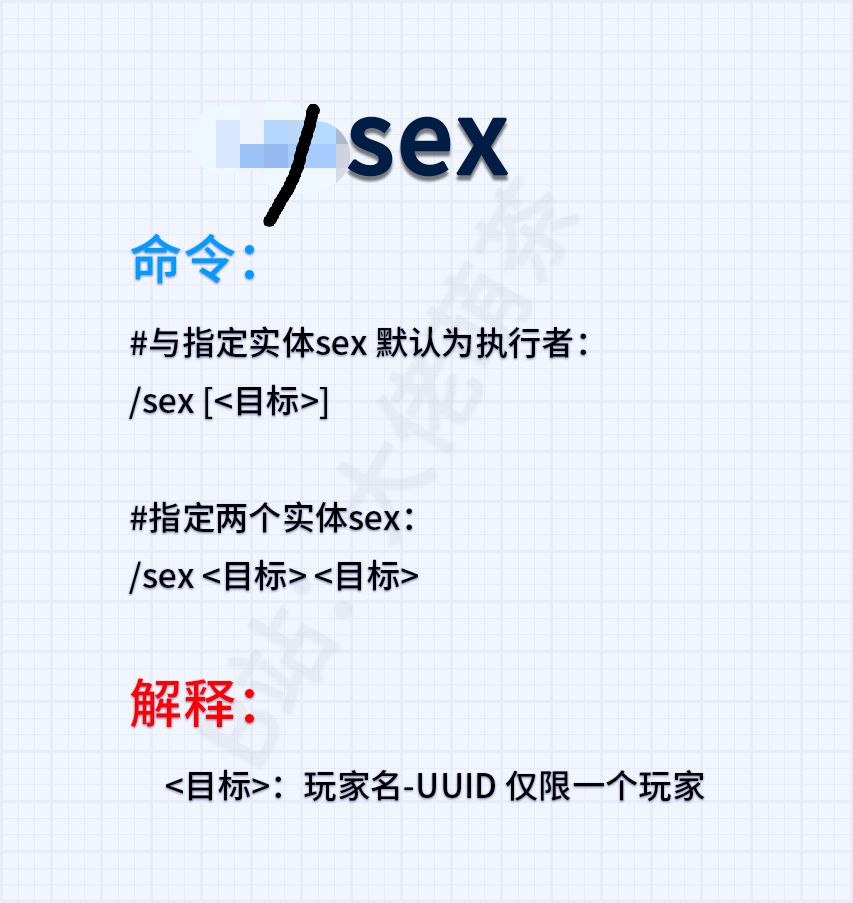 /sex
命令：
#与指定实体sex 默认为执行者：
/sex [<目标>]
#指定两个实体sex：
/sex <目标> <目标>
解释：
<目标>：玩家名-UUID 仅限一个玩家
B站：大佬萌茶